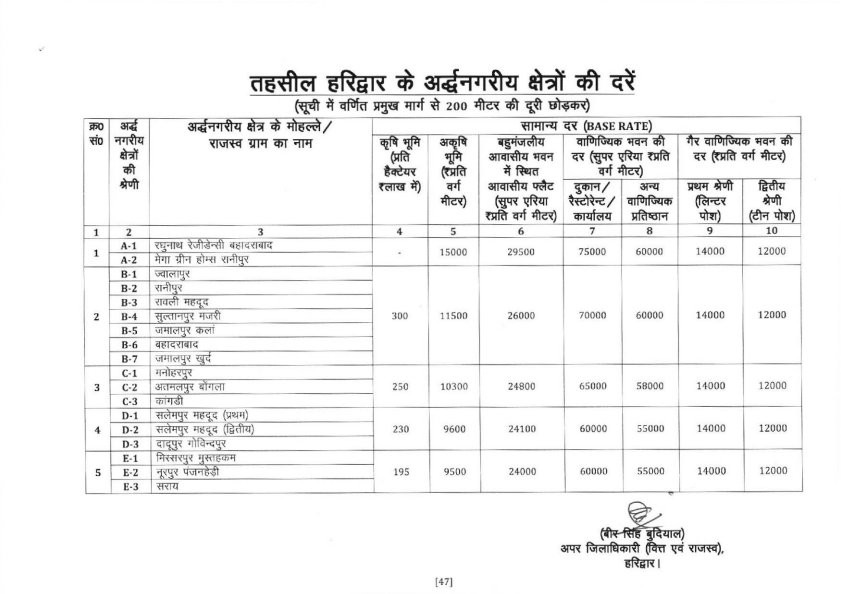 तहसील हरिद्वार के अर्द्धनगरीय क्षेत्रों की दरें
(सूची में वर्णित प्रमुख मार्ग से 200 मीटर की दूरी छोड़कर)
क्र0 सं0 | अर्द्ध नगरीय क्षेत्रों की श्रेणी | अर्द्धनगरीय क्षेत्र के मोहल्ले/ राजस्व ग्राम का नाम | सामान्य दर (BASE RATE)
कृषि भूमि (प्रति हैक्टेयर ₹लाख में) | अकृषि भूमि (₹प्रति वर्ग मीटर) | बहुमंजलीय आवासीय भवन में स्थित आवासीय फ्लैट (सुपर एरिया ₹प्रति वर्ग मीटर) | वाणिज्यिक भवन की दर (सुपर एरिया ₹प्रति वर्ग मीटर) | गैर वाणिज्यिक भवन की दर (₹प्रति वर्ग मीटर)
दुकान/ रैस्टोरेन्ट/ कार्यालय | अन्य वाणिज्यिक प्रतिष्ठान | प्रथम श्रेणी (लिन्टर पोश) | द्वितीय श्रेणी (टीन पोश)
1 2 3 4 5 6 7 8 9 10
1 A-1 रघुनाथ रेजीडेन्सी बहादराबाद - 15000 29500 75000 60000 14000 12000
A-2 मेगा ग्रीन होम्स रानीपुर
2 B-1 ज्वालापुर 300 11500 26000 70000 60000 14000 12000
B-2 रानीपुर
B-3 रावली महदूद
B-4 सुल्तानपुर मजरी
B-5 जमालपुर कलां
B-6 बहादराबाद
B-7 जमालपुर खुर्द
3 C-1 मनोहरपुर 250 10300 24800 65000 58000 14000 12000
C-2 अतमलपुर बोंगला
C-3 कांगडी
4 D-1 सलेमपुर महदूद (प्रथम) 230 9600 24100 60000 55000 14000 12000
D-2 सलेमपुर महदूद (द्वितीय)
D-3 दादूपुर गोविन्दपुर
5 E-1 मिस्सरपुर मुस्तहकम 195 9500 24000 60000 55000 14000 12000
E-2 नूरपुर पंजनहेड़ी
E-3 सराय
(बीर सिंह बुदियाल)
अपर जिलाधिकारी (वित्त एवं राजस्व),
हरिद्वार।
[47]